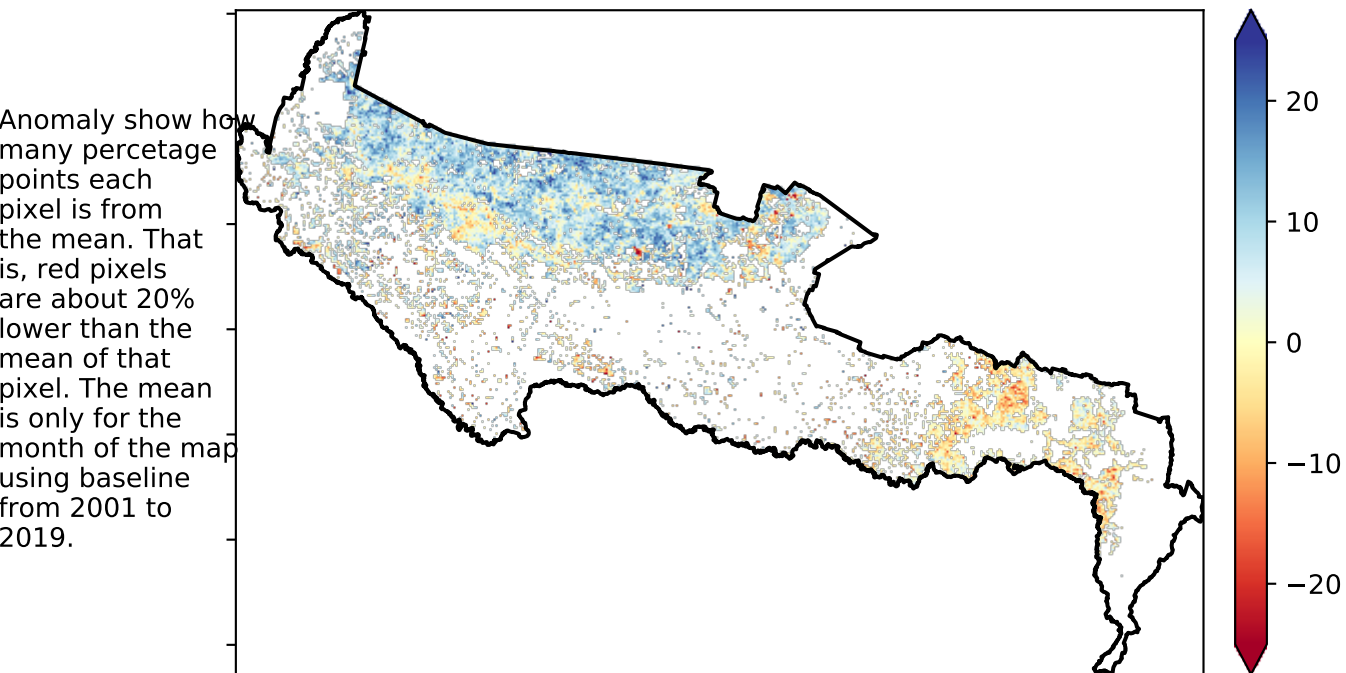 Anomaly show how
many percetage
points each
pixel is from
the mean. That
is, red pixels
are about 20%
lower than the
mean of that
pixel. The mean
is only for the
month of the map
using baseline
from 2001 to
2019.
20
10
0
−10
−20